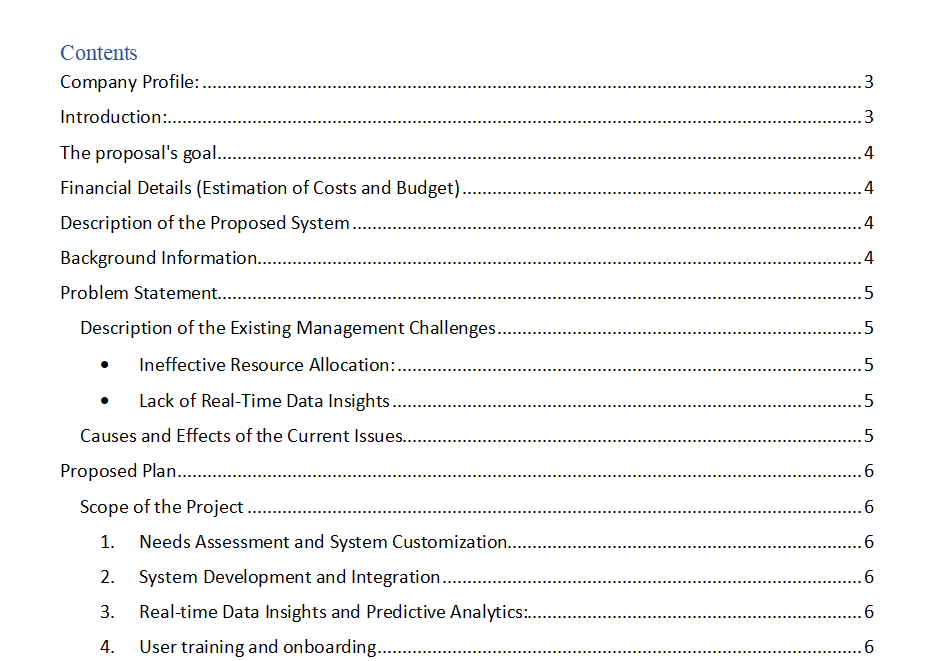 Contents
Company Profile: ........ 3
Introduction:........ 3
The proposal's goal........ 4
Financial Details (Estimation of Costs and Budget) ........ 4
Description of the Proposed System ........ 4
Background Information........ 4
Problem Statement........ 5
Description of the Existing Management Challenges........ 5
• Ineffective Resource Allocation: ........ 5
• Lack of Real-Time Data Insights ........ 5
Causes and Effects of the Current Issues........ 5
Proposed Plan........ 6
Scope of the Project ........ 6
1. Needs Assessment and System Customization........ 6
2. System Development and Integration ........ 6
3. Real-time Data Insights and Predictive Analytics:........ 6
4. User training and onboarding........ 6